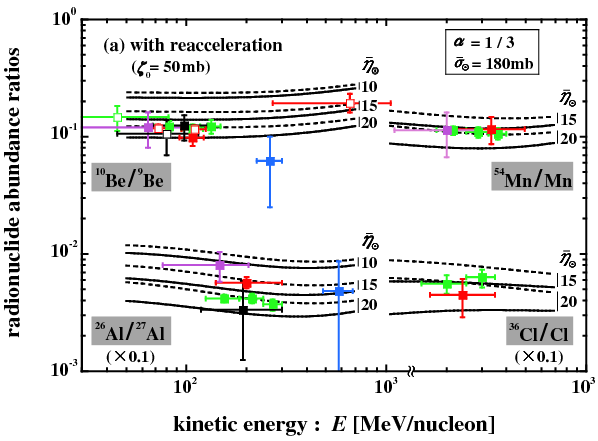 10⁰
(a) with reacceleration
(ζ₀ = 50 mb)
α = 1 / 3
σ̄⊙ = 180mb
η̄⊙
10
15
20
η̄⊙
15
20
10⁻¹
¹⁰Be/⁹Be
⁵⁴Mn/Mn
10⁻²
η̄⊙
10
15
20
η̄⊙
15
20
²⁶Al/²⁷Al
(×0.1)
³⁶Cl/Cl
(×0.1)
10⁻³
10²
10³
10³
radionuclide abundance ratios
kinetic energy : E [MeV/nucleon]